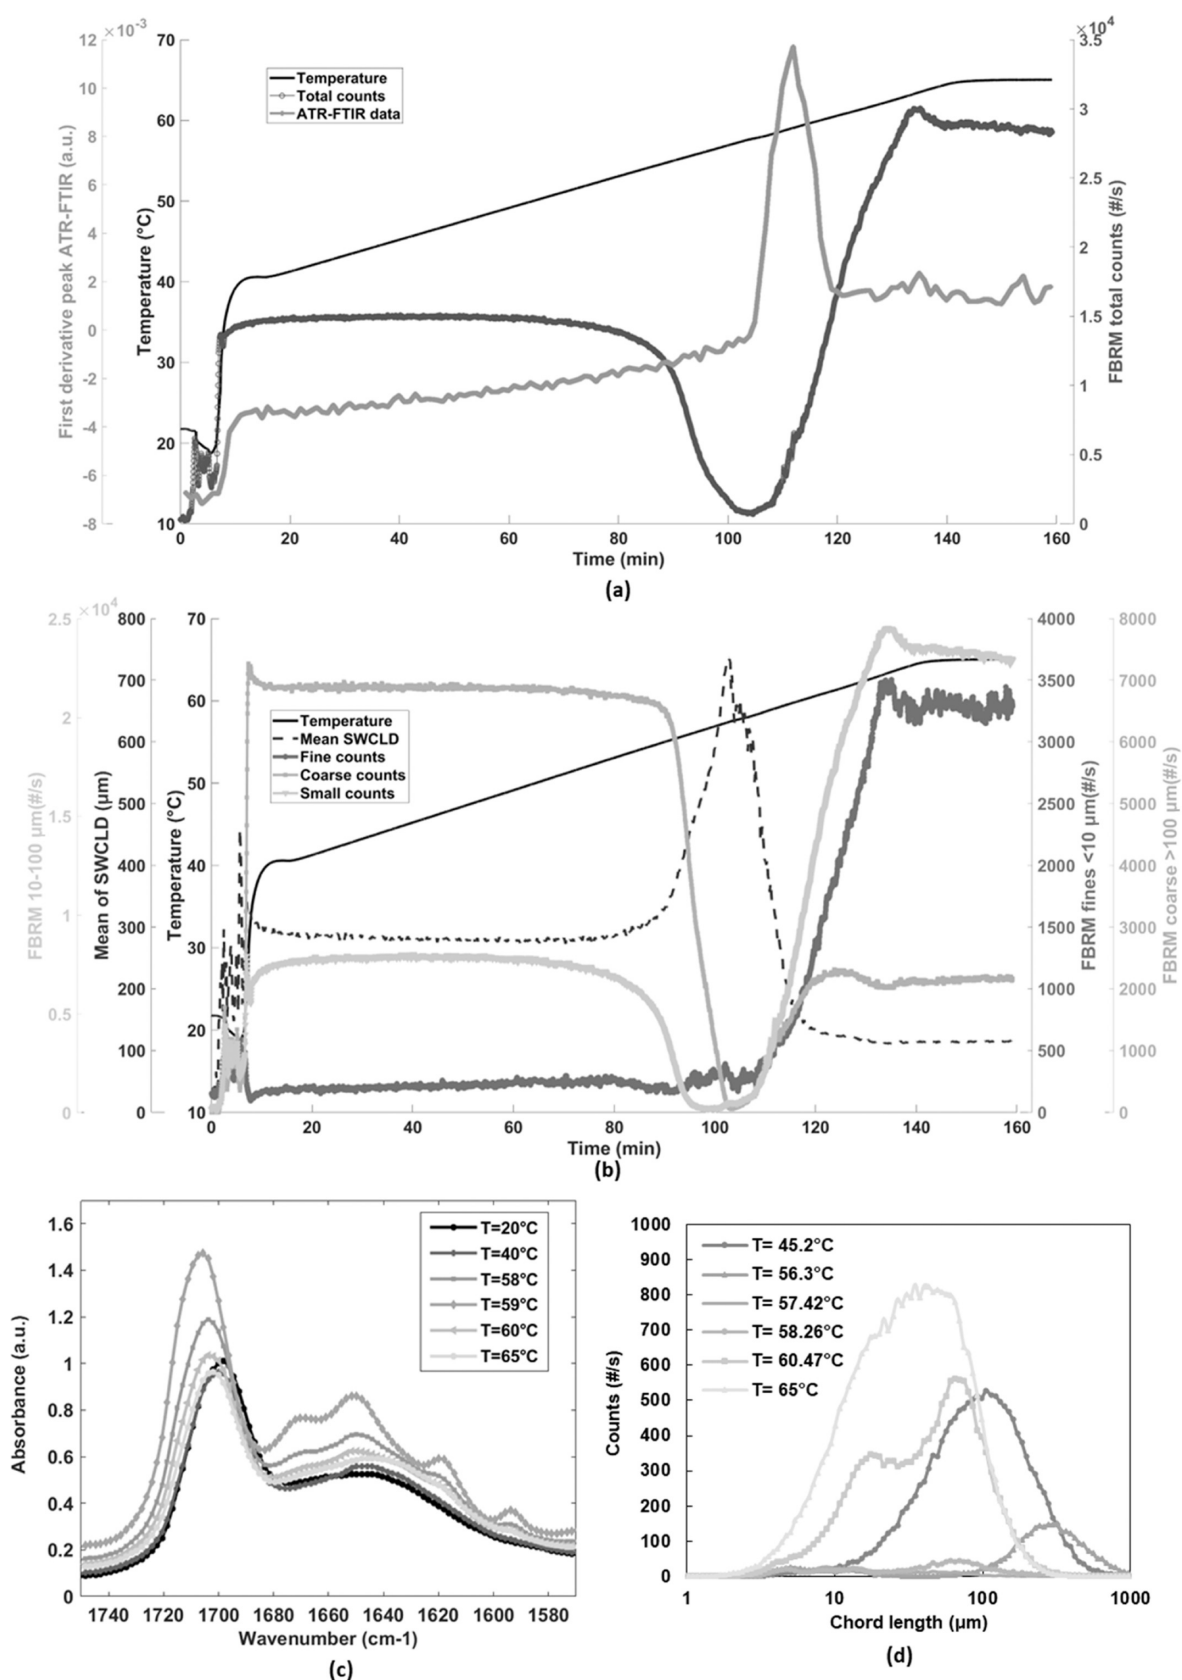 ×10⁻³
×10⁴
12
10
8
6
4
2
0
-2
-4
-6
-8
First derivative peak ATR-FTIR (a.u.)
70
60
50
40
30
20
10
Temperature (°C)
Temperature
Total counts
ATR-FTIR data
3.5
3
2.5
2
1.5
1
0.5
0
FBRM total counts (#/s)
0 20 40 60 80 100 120 140 160
Time (min)
(a)
×10⁴
2.5
2
1.5
1
0.5
0
FBRM 10-100 µm(#/s)
800
700
600
500
400
300
200
100
0
Mean of SWCLD (µm)
70
60
50
40
30
20
10
Temperature (°C)
Temperature
Mean SWCLD
Fine counts
Coarse counts
Small counts
4000
3500
3000
2500
2000
1500
1000
500
0
FBRM fines <10 µm(#/s)
8000
7000
6000
5000
4000
3000
2000
1000
0
FBRM coarse >100 µm(#/s)
0 20 40 60 80 100 120 140 160
Time (min)
(b)
1.6
1.4
1.2
1
0.8
0.6
0.4
0.2
0
Absorbance (a.u.)
T=20°C
T=40°C
T=58°C
T=59°C
T=60°C
T=65°C
1740 1720 1700 1680 1660 1640 1620 1600 1580
Wavenumber (cm-1)
(c)
1000
900
800
700
600
500
400
300
200
100
0
Counts (#/s)
T= 45.2°C
T= 56.3°C
T= 57.42°C
T= 58.26°C
T= 60.47°C
T= 65°C
1 10 100 1000
Chord length (µm)
(d)